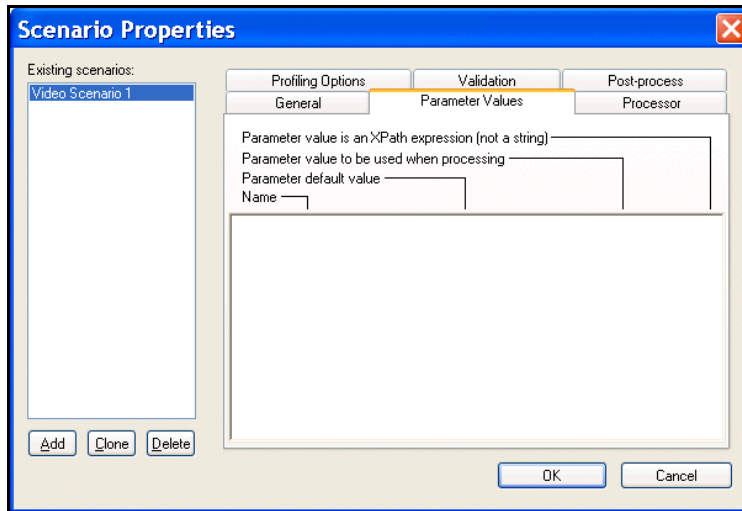 Scenario Properties
Existing scenarios:
Video Scenario 1
Add
Clone
Delete
Profiling Options
Validation
Post-process
General
Parameter Values
Processor
Parameter value is an XPath expression (not a string)
Parameter value to be used when processing
Parameter default value
Name
OK
Cancel